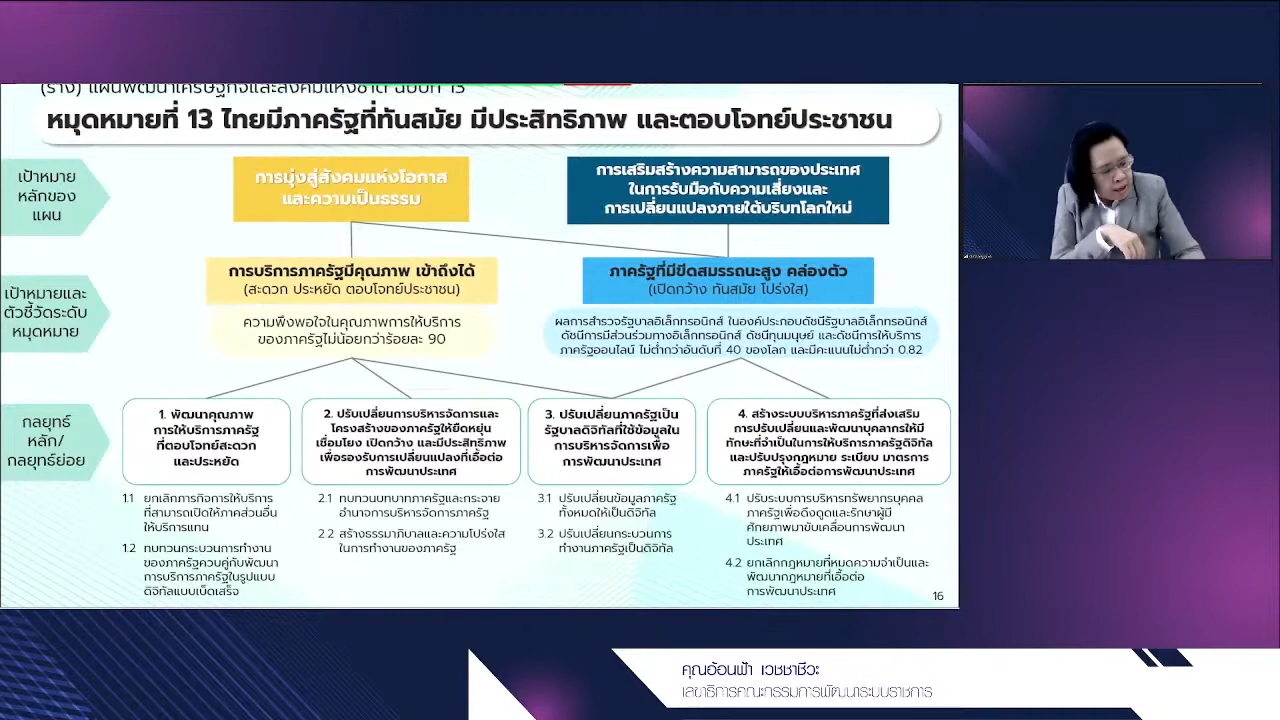 (ร่าง) แผนพัฒนาเศรษฐกิจและสังคมแห่งชาติ ฉบับที่ 13
หมุดหมายที่ 13 ไทยมีภาครัฐที่ทันสมัย มีประสิทธิภาพ และตอบโจทย์ประชาชน
เป้าหมาย
หลักของ
แผน
การมุ่งสู่สังคมแห่งโอกาส
และความเป็นธรรม
การเสริมสร้างความสามารถของประเทศ
ในการรับมือกับความเสี่ยงและ
การเปลี่ยนแปลงภายใต้บริบทโลกใหม่
เป้าหมายและ
ตัวชี้วัดระดับ
หมุดหมาย
การบริการภาครัฐมีคุณภาพ เข้าถึงได้
(สะดวก ประหยัด ตอบโจทย์ประชาชน)
ความพึงพอใจในคุณภาพการให้บริการ
ของภาครัฐไม่น้อยกว่าร้อยละ 90
ภาครัฐที่มีขีดสมรรถนะสูง คล่องตัว
(เปิดกว้าง ทันสมัย โปร่งใส)
ผลการสำรวจรัฐบาลอิเล็กทรอนิกส์ ในองค์ประกอบดัชนีรัฐบาลอิเล็กทรอนิกส์
ดัชนีการมีส่วนร่วมทางอิเล็กทรอนิกส์ ดัชนีทุนมนุษย์ และดัชนีการให้บริการ
ภาครัฐออนไลน์ ไม่ต่ำกว่าอันดับที่ 40 ของโลก และมีคะแนนไม่ต่ำกว่า 0.82
กลยุทธ์
หลัก/
กลยุทธ์ย่อย
1. พัฒนาคุณภาพ
การให้บริการภาครัฐ
ที่ตอบโจทย์สะดวก
และประหยัด
1.1 ยกเลิกภารกิจการให้บริการ
ที่สามารถเปิดให้ภาคส่วนอื่น
ให้บริการแทน
1.2 ทบทวนกระบวนการทำงาน
ของภาครัฐควบคู่กับพัฒนา
การบริการภาครัฐในรูปแบบ
ดิจิทัลแบบเบ็ดเสร็จ
2. ปรับเปลี่ยนการบริหารจัดการและ
โครงสร้างของภาครัฐให้ยืดหยุ่น
เชื่อมโยง เปิดกว้าง และมีประสิทธิภาพ
เพื่อรองรับการเปลี่ยนแปลงที่เอื้อต่อ
การพัฒนาประเทศ
2.1 ทบทวนบทบาทภาครัฐและกระจาย
อำนาจการบริหารจัดการภาครัฐ
2.2 สร้างธรรมาภิบาลและความโปร่งใส
ในการทำงานของภาครัฐ
3. ปรับเปลี่ยนภาครัฐเป็น
รัฐบาลดิจิทัลที่ใช้ข้อมูลใน
การบริหารจัดการเพื่อ
การพัฒนาประเทศ
3.1 ปรับเปลี่ยนข้อมูลภาครัฐ
ทั้งหมดให้เป็นดิจิทัล
3.2 ปรับเปลี่ยนกระบวนการ
ทำงานภาครัฐเป็นดิจิทัล
4. สร้างระบบบริหารภาครัฐที่ส่งเสริม
การปรับเปลี่ยนและพัฒนาบุคลากรให้มี
ทักษะที่จำเป็นในการให้บริการภาครัฐดิจิทัล
และปรับปรุงกฎหมาย ระเบียบ มาตรการ
ภาครัฐให้เอื้อต่อการพัฒนาประเทศ
4.1 ปรับระบบการบริหารทรัพยากรบุคคล
ภาครัฐเพื่อดึงดูดและรักษาผู้มี
ศักยภาพมาขับเคลื่อนการพัฒนา
ประเทศ
4.2 ยกเลิกกฎหมายที่หมดความจำเป็นและ
พัฒนากฎหมายที่เอื้อต่อ
การพัฒนาประเทศ
16
คุณอ้อนฟ้า เวชชาชีวะ
เลขาธิการคณะกรรมการพัฒนาระบบราชการ